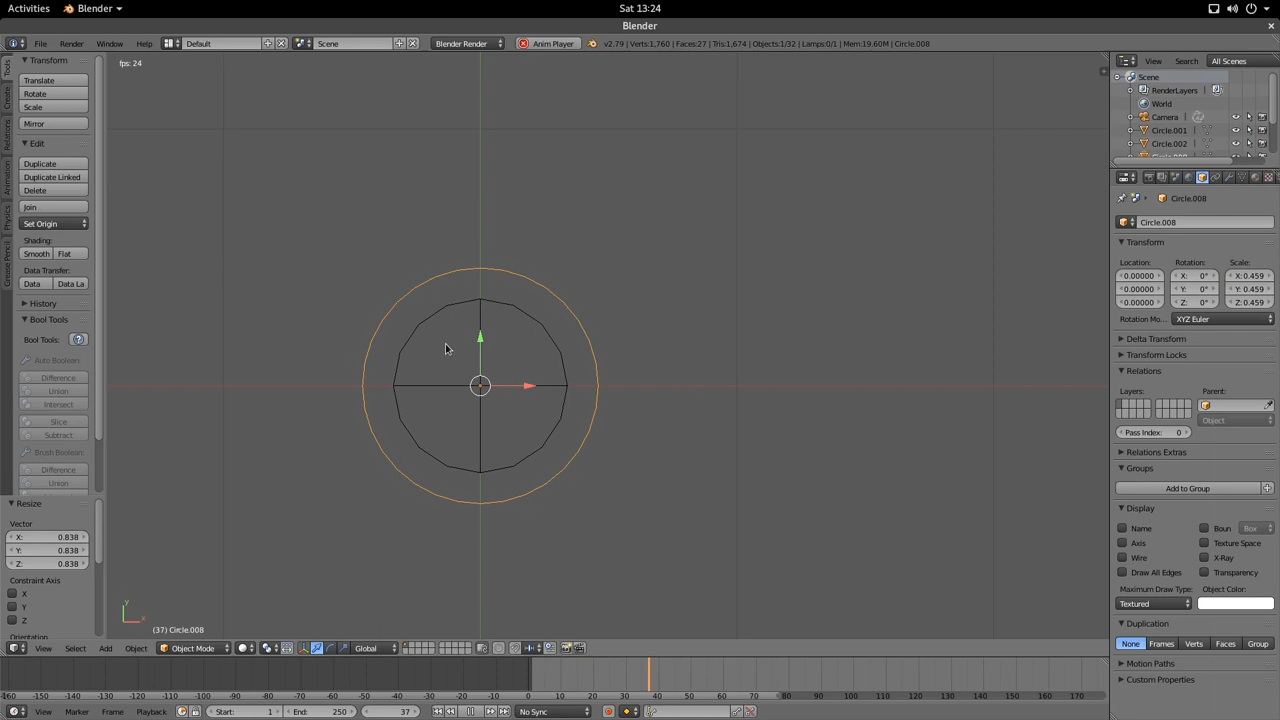 Activities Blender Sat 13:24
Blender
File Render Window Help Default Scene Blender Render Anim Player v2.79 | Verts:1,760 | Faces:27 | Tris:1,674 | Objects:1/32 | Lamps:0/1 | Mem:19.60M | Circle.008
Tools
Create
Relations
Animation
Physics
Grease Pencil
Transform
Translate
Rotate
Scale
Mirror
Edit
Duplicate
Duplicate Linked
Delete
Join
Set Origin
Shading:
Smooth Flat
Data Transfer:
Data Data La
History
Bool Tools
Bool Tools: ?
Auto Boolean:
Difference
Union
Intersect
Slice
Subtract
Brush Boolean:
Difference
Union
Resize
Vector
X: 0.838
Y: 0.838
Z: 0.838
Constraint Axis
X
Y
Z
Orientation
fps: 24
y
x
(37) Circle.008
View Select Add Object Object Mode Global
View Search All Scenes
Scene
RenderLayers
World
Camera
Circle.001
Circle.002
Circle.008
Circle.008
Transform
Location: Rotation: Scale:
0.00000 X: 0° X: 0.459
0.00000 Y: 0° Y: 0.459
0.00000 Z: 0° Z: 0.459
Rotation Mo... XYZ Euler
Delta Transform
Transform Locks
Relations
Layers: Parent:
Object
Pass Index: 0
Relations Extras
Groups
Add to Group
Display
Name Boun Box
Axis Texture Space
Wire X-Ray
Draw All Edges Transparency
Maximum Draw Type: Object Color:
Textured
Duplication
None Frames Verts Faces Group
Motion Paths
Custom Properties
-160 -150 -140 -130 -120 -110 -100 -90 -80 -70 -60 -50 -40 -30 -20 -10 0 10 20 30 40 50 60 70 80 90 100 110 120 130 140 150 160 170
View Marker Frame Playback Start: 1 End: 250 37 No Sync